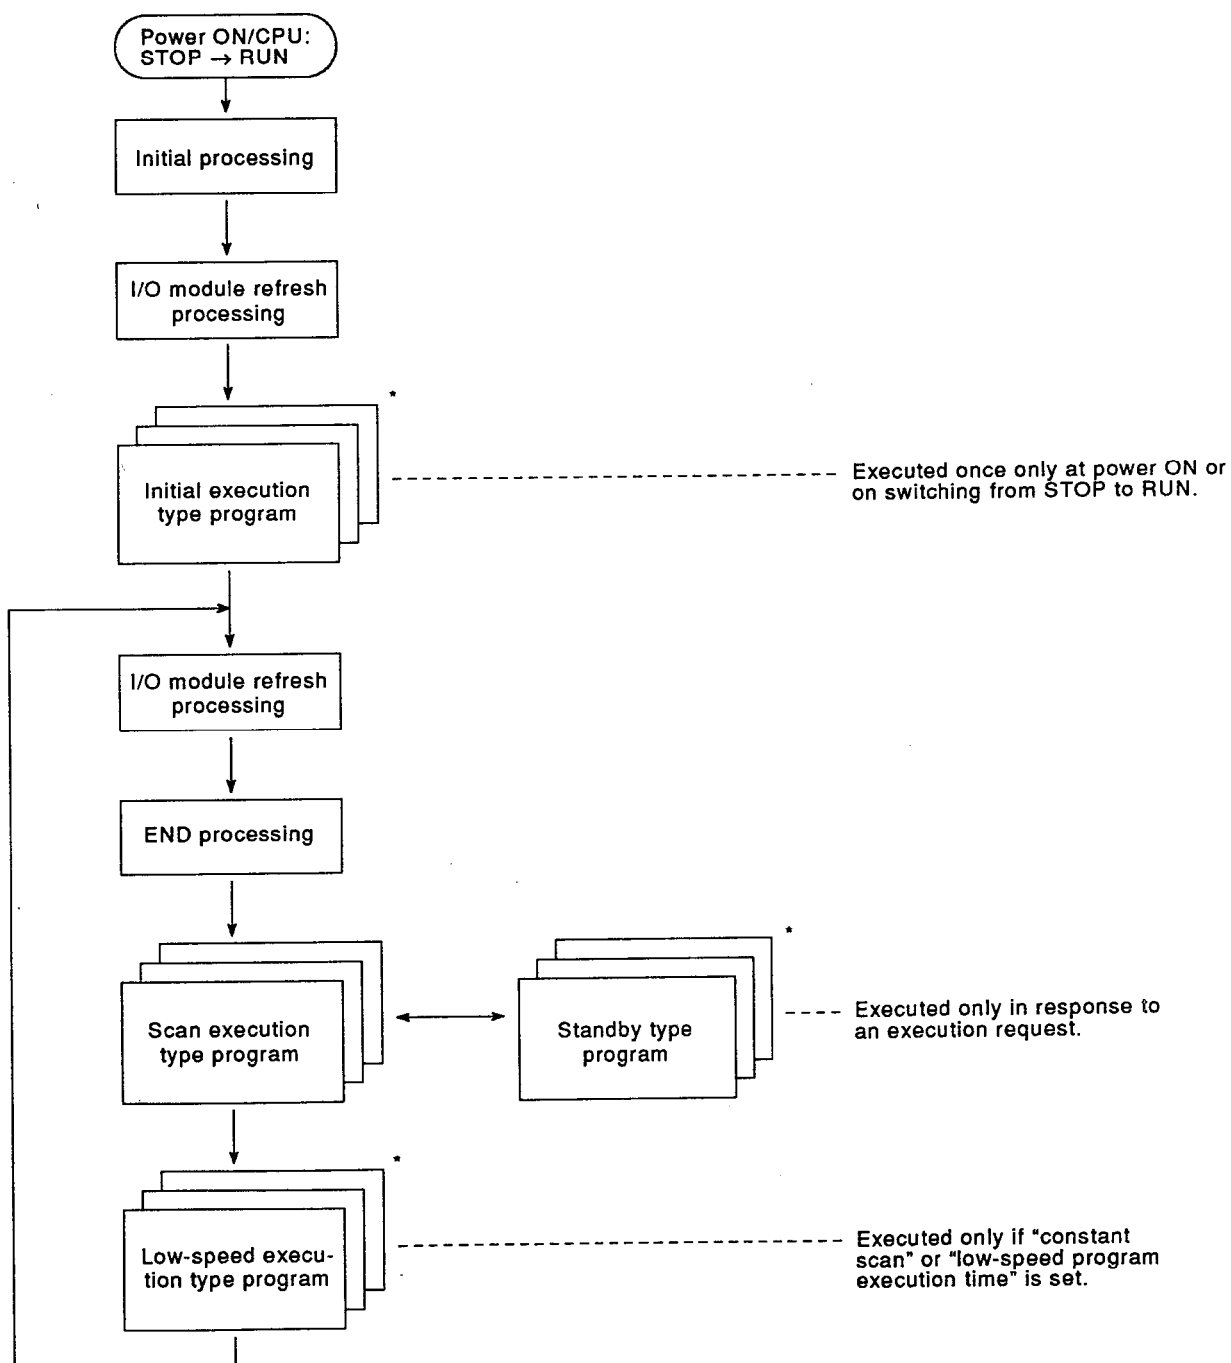 Power ON/CPU:
STOP → RUN
Initial processing
I/O module refresh
processing
*
Initial execution
type program
Executed once only at power ON or
on switching from STOP to RUN.
I/O module refresh
processing
END processing
Scan execution
type program
*
Standby type
program
Executed only in response to
an execution request.
*
Low-speed execu-
tion type program
Executed only if "constant
scan" or "low-speed program
execution time" is set.